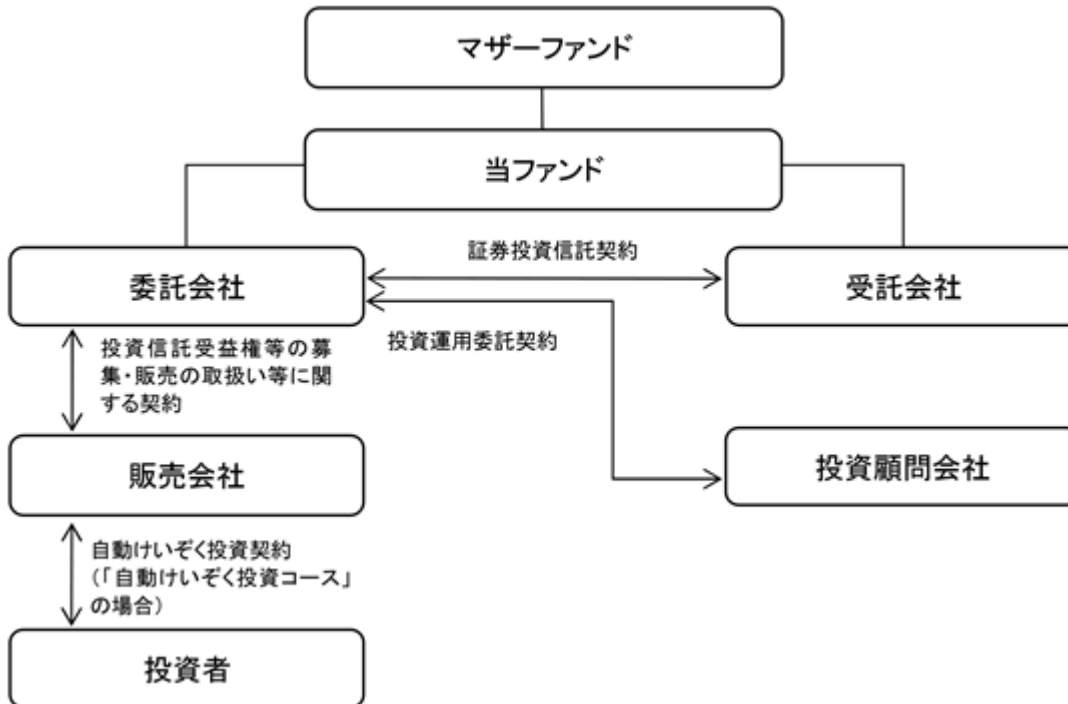 マザーファンド
当ファンド
証券投資信託契約
委託会社
受託会社
投資運用委託契約
投資信託受益権等の募
集・販売の取扱い等に関
する契約
販売会社
投資顧問会社
自動けいぞく投資契約
(「自動けいぞく投資コース」
の場合)
投資者